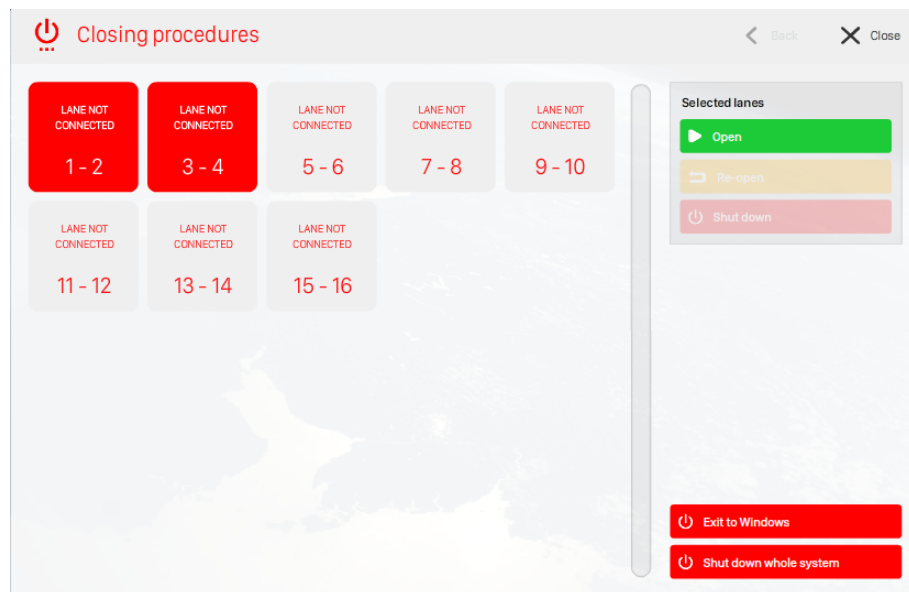 Closing procedures
Back
Close
LANE NOT
CONNECTED
1 - 2
LANE NOT
CONNECTED
3 - 4
LANE NOT
CONNECTED
5 - 6
LANE NOT
CONNECTED
7 - 8
LANE NOT
CONNECTED
9 - 10
LANE NOT
CONNECTED
11 - 12
LANE NOT
CONNECTED
13 - 14
LANE NOT
CONNECTED
15 - 16
Selected lanes
Open
Re-open
Shut down
Exit to Windows
Shut down whole system